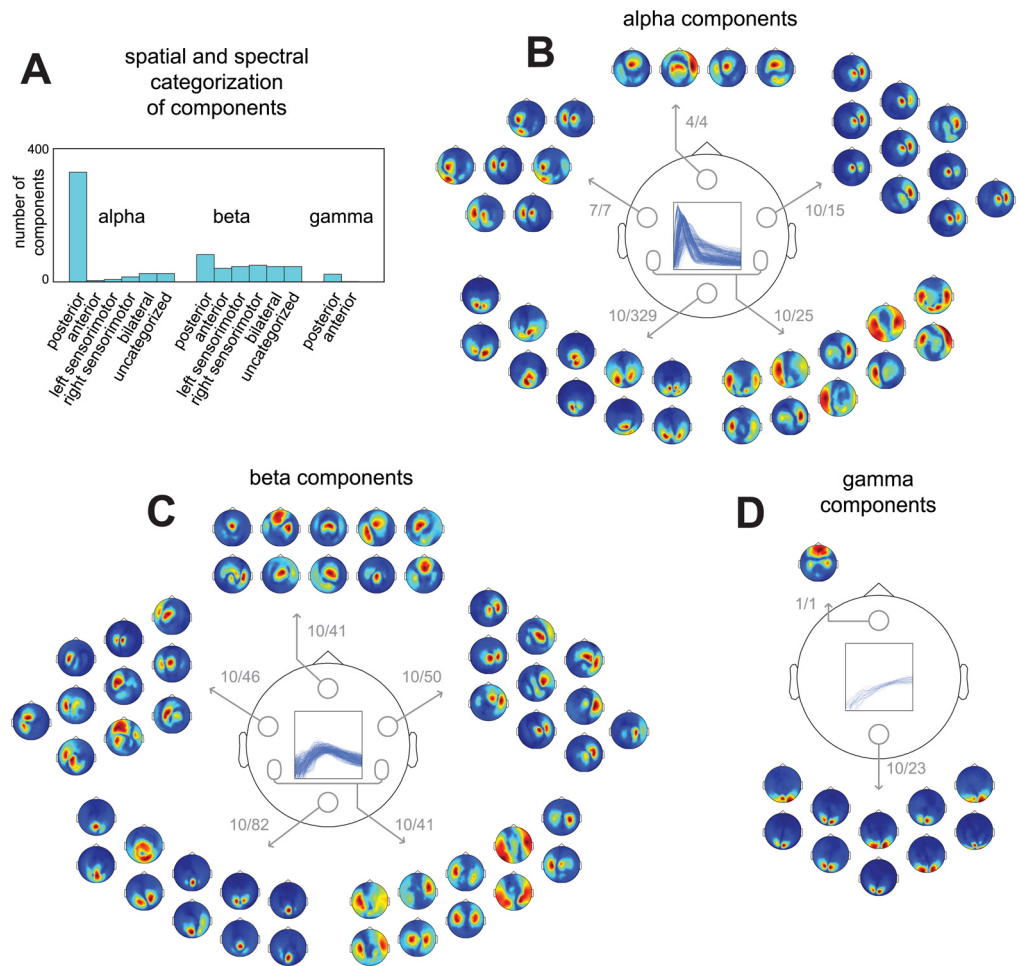 A
spatial and spectral
categorization
of components
number of
components
400
0
alpha
beta
gamma
posterior
anterior
left sensorimotor
right sensorimotor
bilateral
uncategorized
posterior
anterior
left sensorimotor
right sensorimotor
bilateral
uncategorized
posterior
anterior
B
alpha components
4/4
7/7
10/15
10/329
10/25
C
beta components
10/41
10/46
10/50
10/82
10/41
D
gamma
components
1/1
10/23